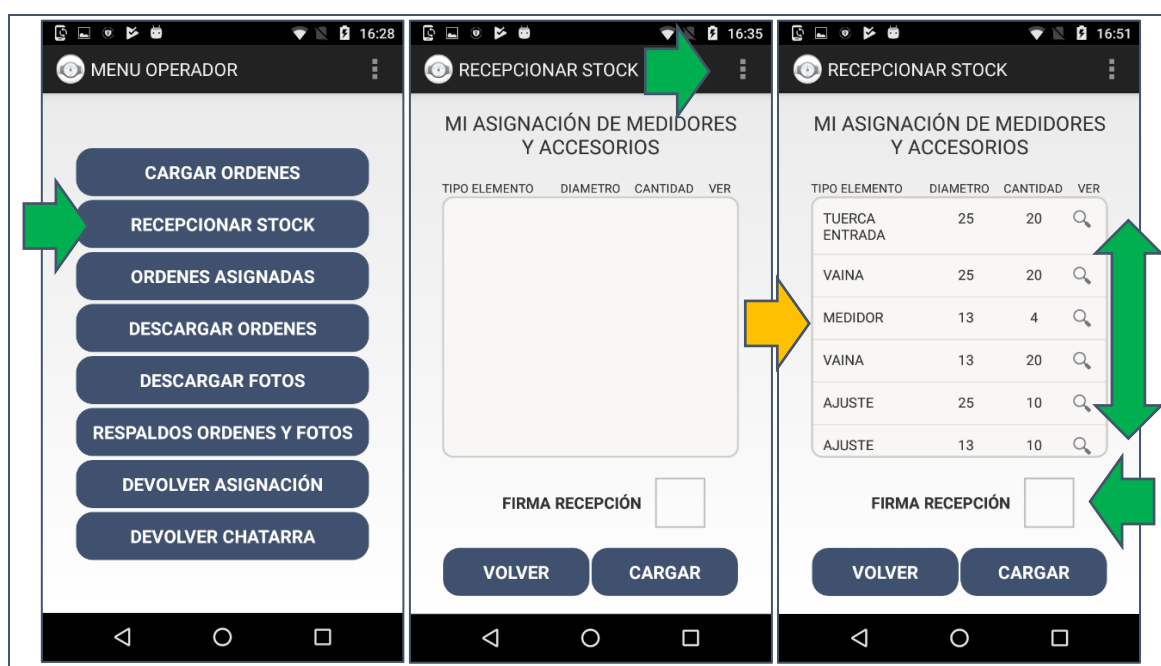 16:28
MENU OPERADOR
CARGAR ORDENES
RECEPCIONAR STOCK
ORDENES ASIGNADAS
DESCARGAR ORDENES
DESCARGAR FOTOS
RESPALDOS ORDENES Y FOTOS
DEVOLVER ASIGNACIÓN
DEVOLVER CHATARRA
16:35
RECEPCIONAR STOCK
MI ASIGNACIÓN DE MEDIDORES
Y ACCESORIOS
TIPO ELEMENTO DIAMETRO CANTIDAD VER
FIRMA RECEPCIÓN
VOLVER CARGAR
16:51
RECEPCIONAR STOCK
MI ASIGNACIÓN DE MEDIDORES
Y ACCESORIOS
TIPO ELEMENTO DIAMETRO CANTIDAD VER
TUERCA 25 20
ENTRADA
VAINA 25 20
MEDIDOR 13 4
VAINA 13 20
AJUSTE 25 10
AJUSTE 13 10
FIRMA RECEPCIÓN
VOLVER CARGAR